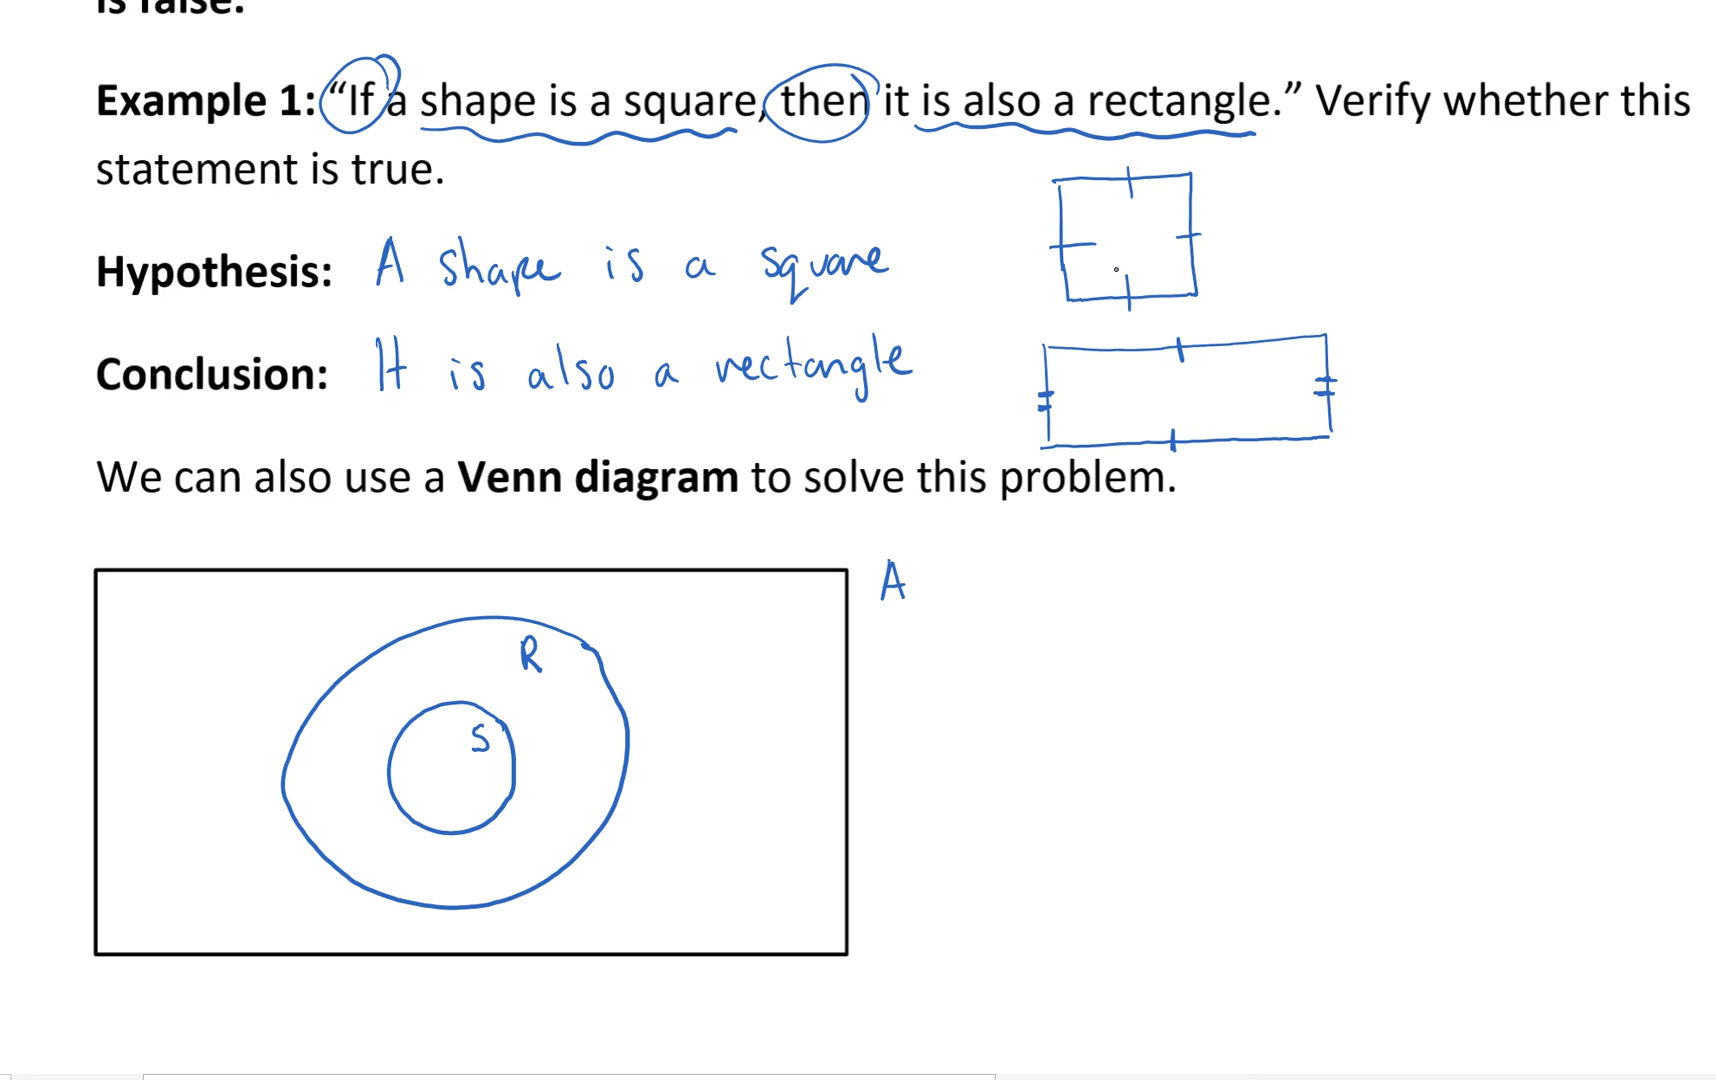 is false.
Example 1: “If a shape is a square, then it is also a rectangle.” Verify whether this
statement is true.
Hypothesis: A shape is a square
Conclusion: It is also a rectangle
We can also use a Venn diagram to solve this problem.
A
R
S